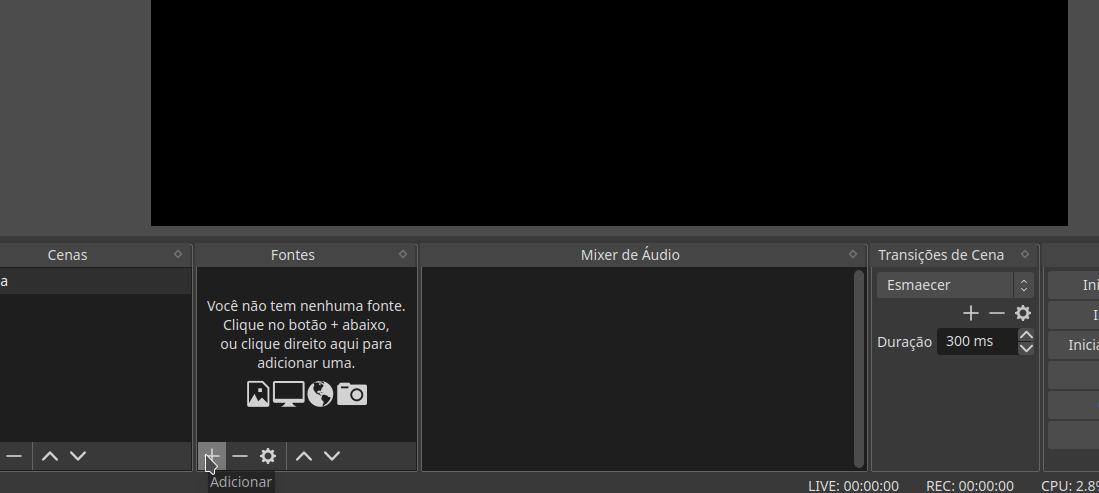 Cenas
Fontes
Mixer de Áudio
Transições de Cena
a
Você não tem nenhuma fonte.
Clique no botão + abaixo,
ou clique direito aqui para
adicionar uma.
Esmaecer
Duração
300 ms
Ini
I
Inicia
Adicionar
LIVE: 00:00:00
REC: 00:00:00
CPU: 2.8